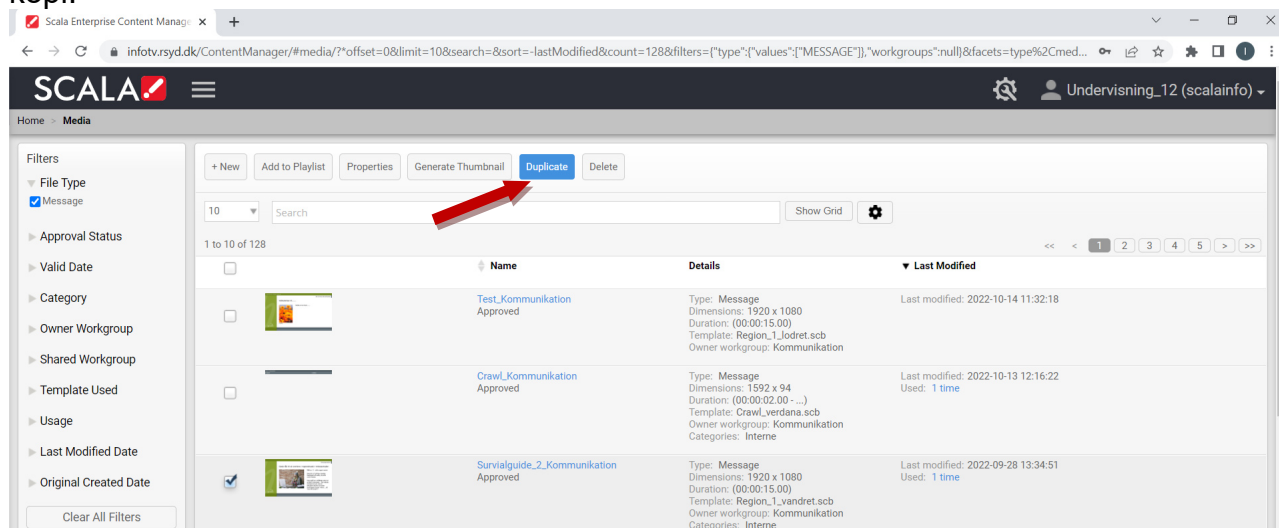 kopi.
Scala Enterprise Content Manage
infotv.rsyd.dk/ContentManager/#media/?*offset=0&limit=10&search=&sort=-lastModified&count=128&filters={"type":{"values":["MESSAGE"]},"workgroups":null}&facets=type%2Cmed...
SCALA
Undervisning_12 (scalainfo)
Home > Media
Filters
File Type
Message
Approval Status
Valid Date
Category
Owner Workgroup
Shared Workgroup
Template Used
Usage
Last Modified Date
Original Created Date
Clear All Filters
+ New Add to Playlist Properties Generate Thumbnail Duplicate Delete
10 Search Show Grid
1 to 10 of 128 << < 1 2 3 4 5 > >>
Name Details Last Modified
Test_Kommunikation
Approved
Type: Message
Dimensions: 1920 x 1080
Duration: (00:00:15.00)
Template: Region_1_lodret.scb
Owner workgroup: Kommunikation
Last modified: 2022-10-14 11:32:18
Crawl_Kommunikation
Approved
Type: Message
Dimensions: 1592 x 94
Duration: (00:00:02.00 - ...)
Template: Crawl_verdana.scb
Owner workgroup: Kommunikation
Categories: Interne
Last modified: 2022-10-13 12:16:22
Used: 1 time
Survialguide_2_Kommunikation
Approved
Type: Message
Dimensions: 1920 x 1080
Duration: (00:00:15.00)
Template: Region_1_vandret.scb
Owner workgroup: Kommunikation
Categories: Interne
Last modified: 2022-09-28 13:34:51
Used: 1 time